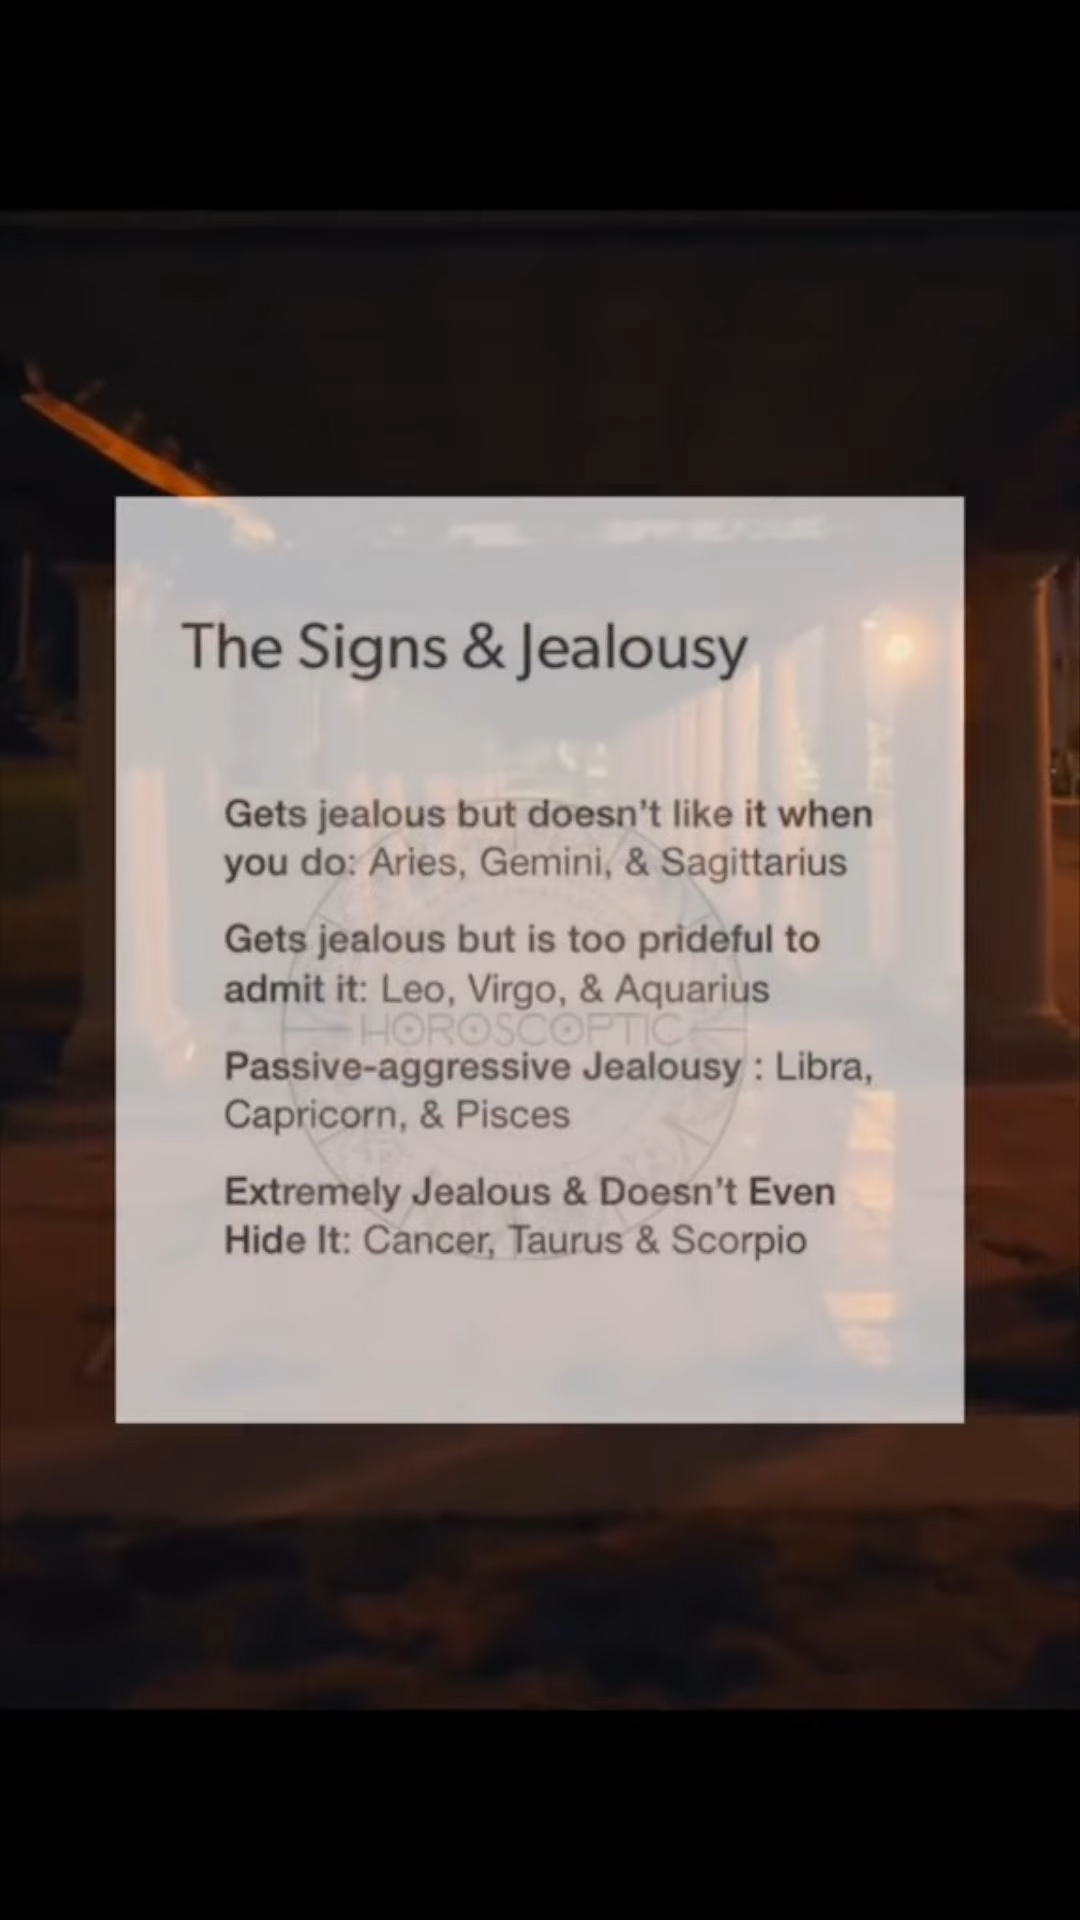 The Signs & Jealousy
Gets jealous but doesn't like it when
you do: Aries, Gemini, & Sagittarius
Gets jealous but is too prideful to
admit it: Leo, Virgo, & Aquarius
HOROSCOPTIC
Passive-aggressive Jealousy : Libra,
Capricorn, & Pisces
Extremely Jealous & Doesn't Even
Hide It: Cancer, Taurus & Scorpio